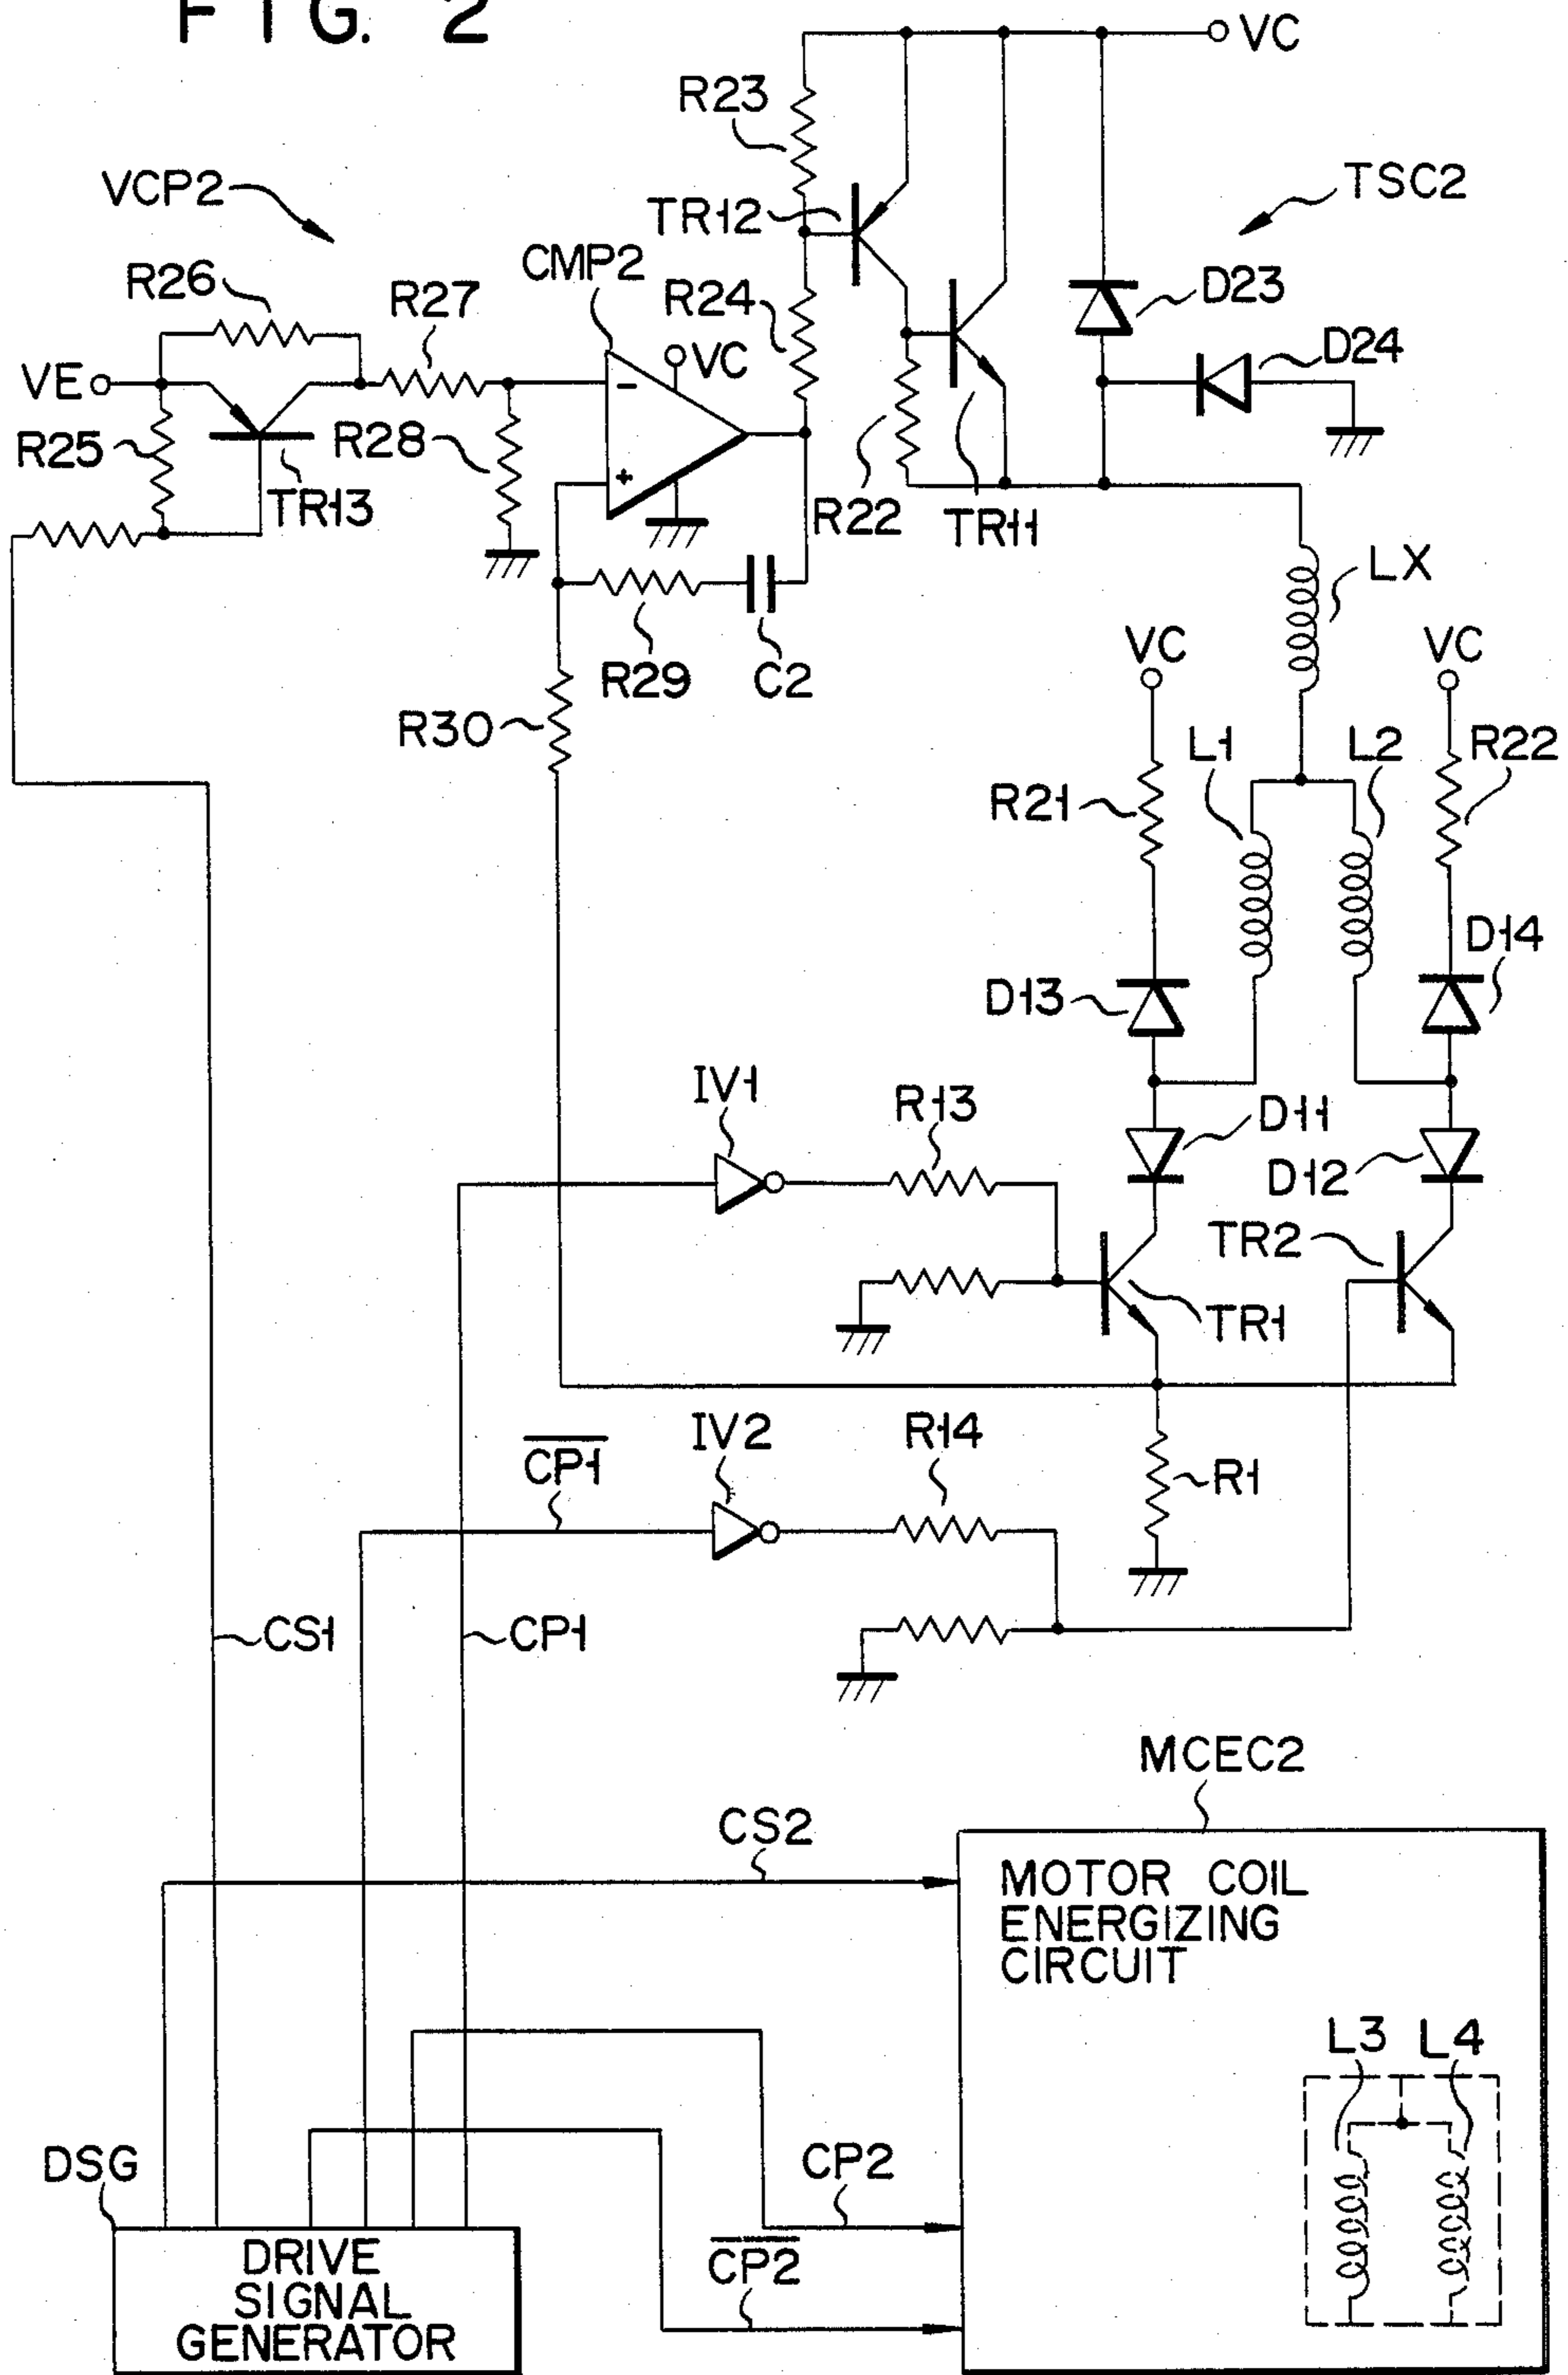 FIG. 2
VC
R23
VCP2
TSC2
TR12
CMP2
R26
R27
R24
D23
VC
D24
VE
-
R25
R28
+
TR13
R22
TR11
LX
R29
C2
VC
VC
R30
L1
L2
R22
R21
D14
D13
IV1
R13
D11
D12
TR2
TR1
CP1
IV2
R14
R1
CS1
CP1
MCEC2
CS2
MOTOR COIL
ENERGIZING
CIRCUIT
L3
L4
DSG
CP2
CP2
DRIVE
SIGNAL
GENERATOR